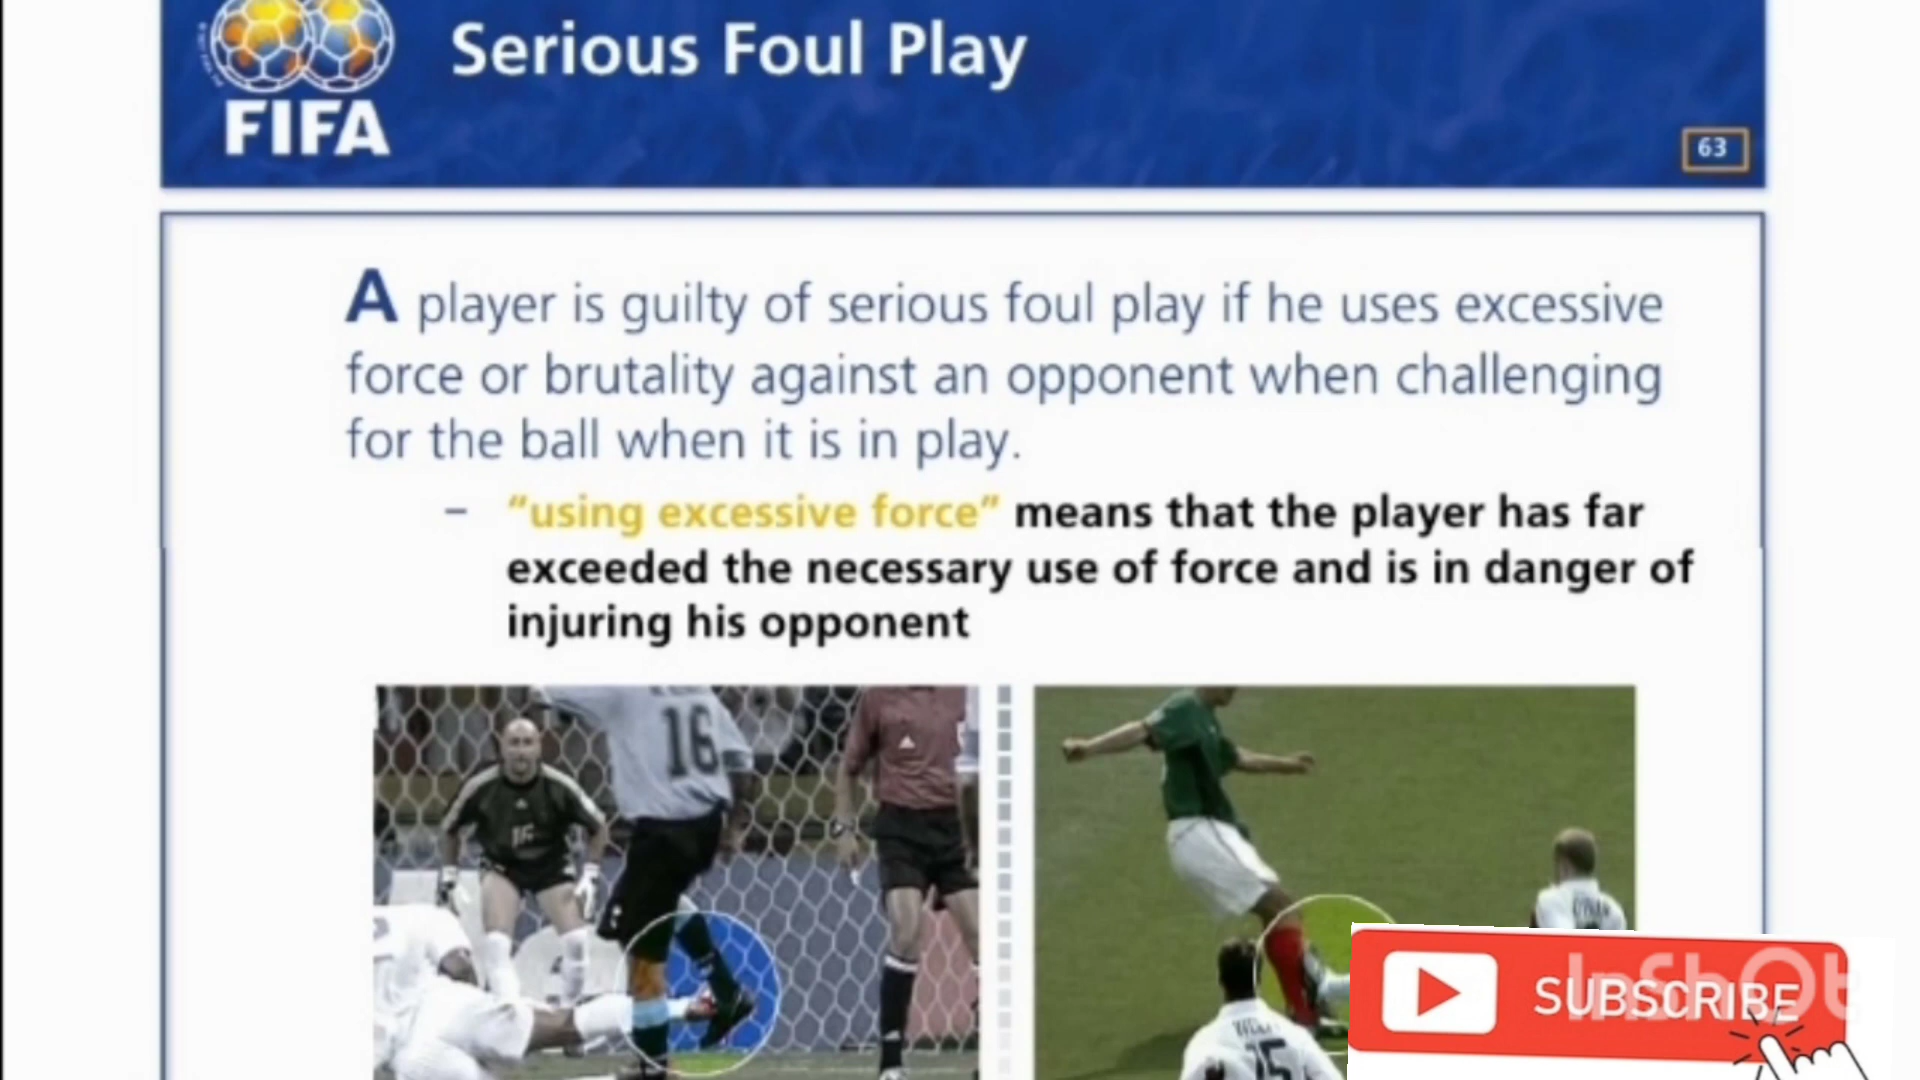 Serious Foul Play
FIFA
63
A player is guilty of serious foul play if he uses excessive
force or brutality against an opponent when challenging
for the ball when it is in play.
– “using excessive force” means that the player has far
exceeded the necessary use of force and is in danger of
injuring his opponent
16
15
15
SUBSCRIBE
InShOt